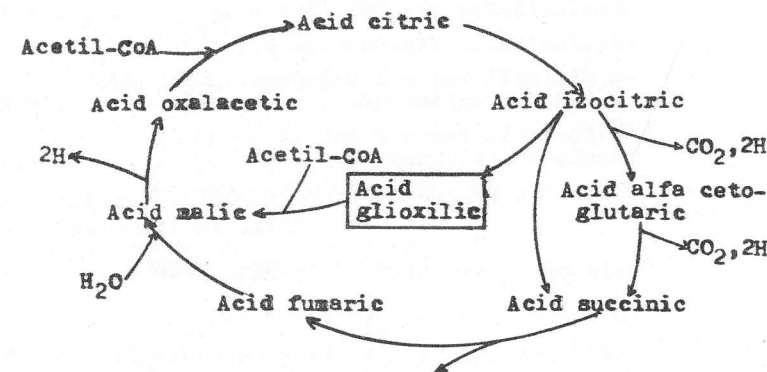 Acid citric
Acetil-CoA
Acid oxalacetic
Acid izocitric
2H
Acetil-CoA
CO2,2H
Acid
glioxilic
Acid alfa ceto-
glutaric
Acid malic
CO2,2H
H2O
Acid fumaric
Acid succinic